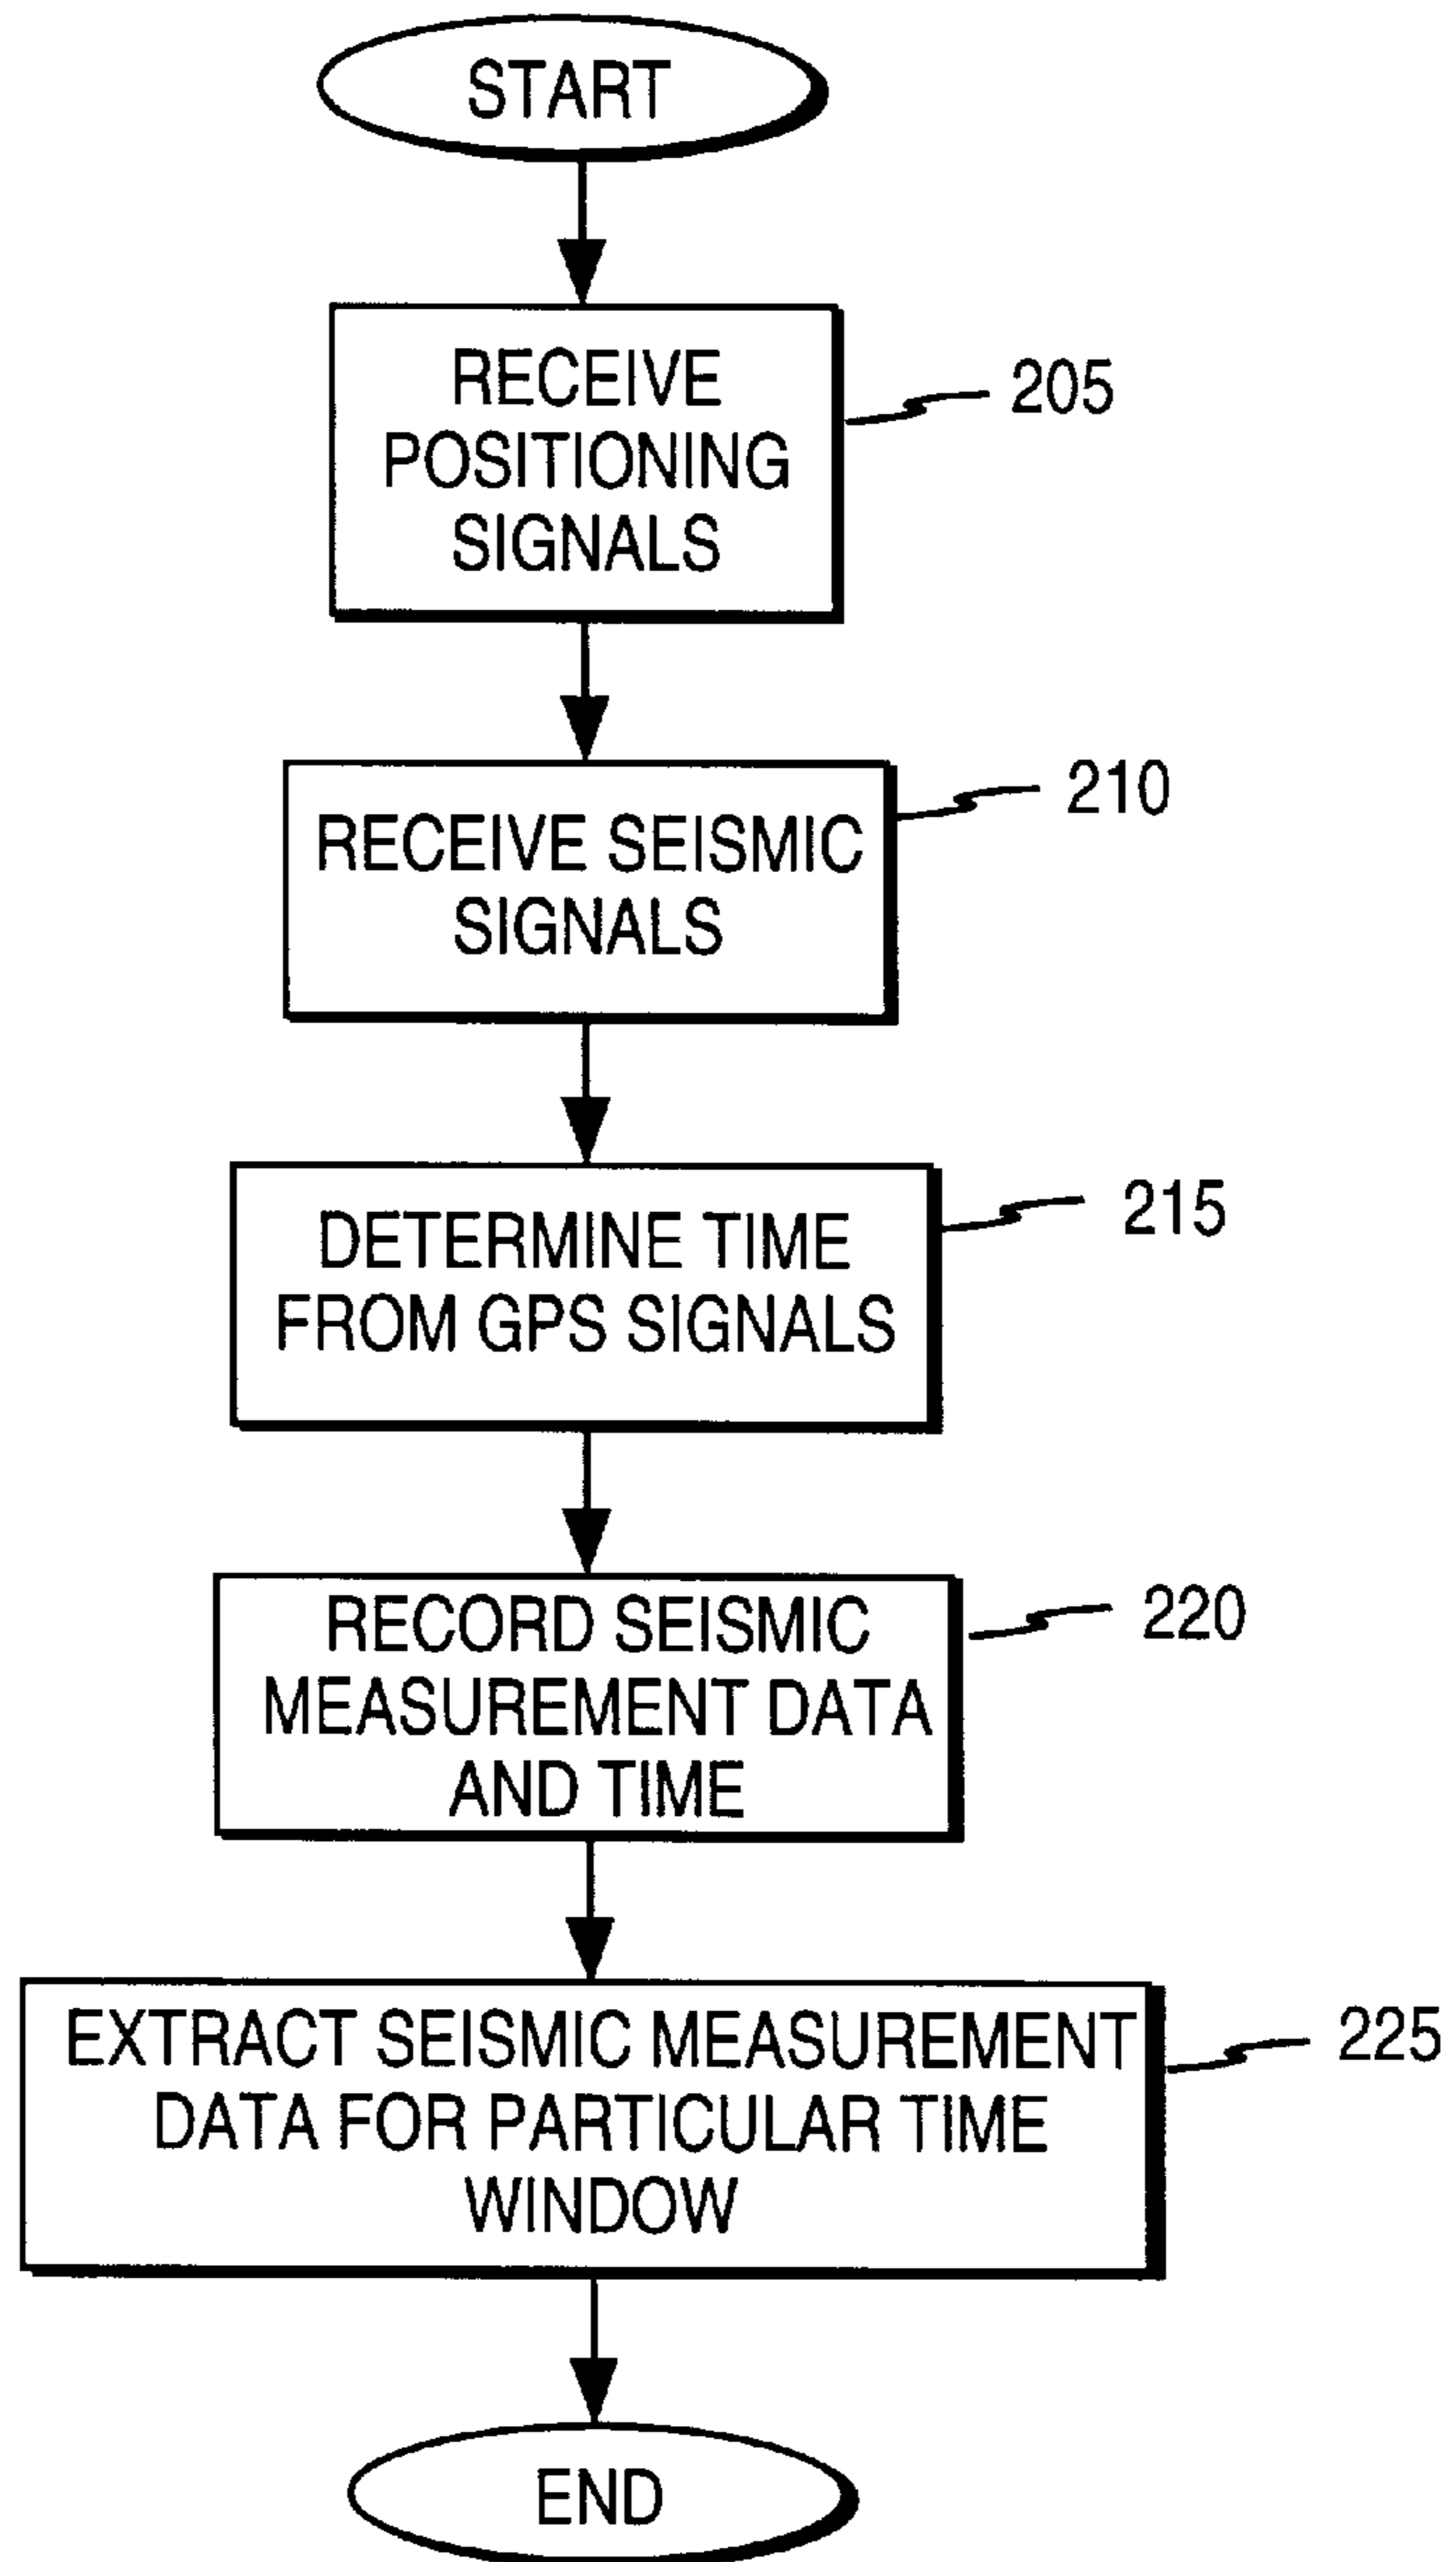 START
RECEIVE
POSITIONING
SIGNALS
205
RECEIVE SEISMIC
SIGNALS
210
DETERMINE TIME
FROM GPS SIGNALS
215
RECORD SEISMIC
MEASUREMENT DATA
AND TIME
220
EXTRACT SEISMIC MEASUREMENT
DATA FOR PARTICULAR TIME
WINDOW
225
END